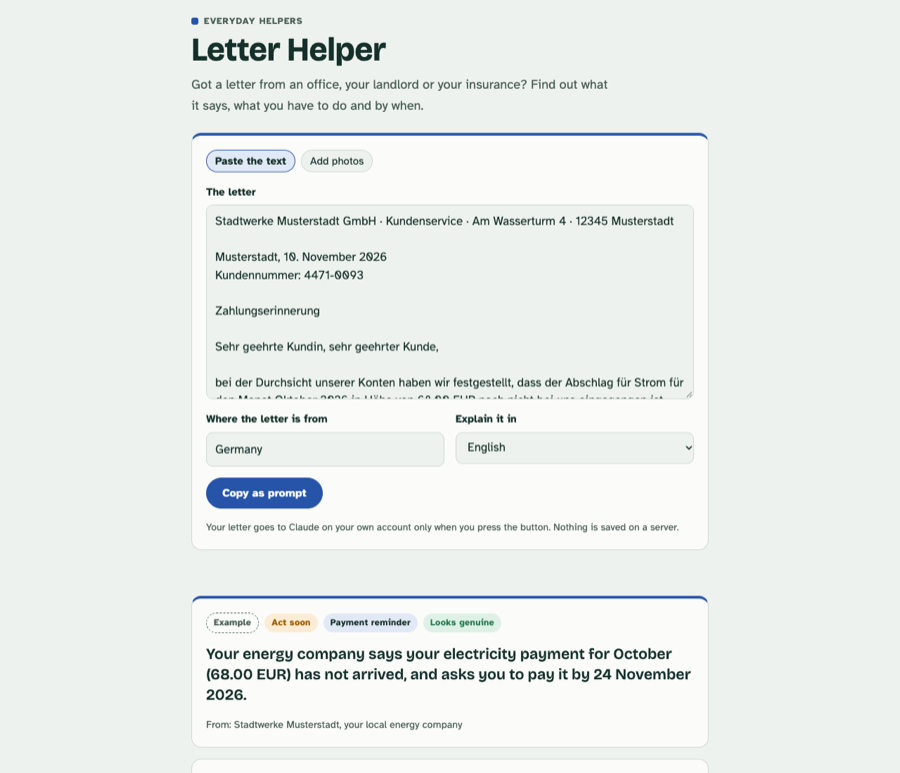 EVERYDAY HELPERS
Letter Helper
Got a letter from an office, your landlord or your insurance? Find out what
it says, what you have to do and by when.
Paste the text
Add photos
The letter
Stadtwerke Musterstadt GmbH · Kundenservice · Am Wasserturm 4 · 12345 Musterstadt
Musterstadt, 10. November 2026
Kundennummer: 4471-0093
Zahlungserinnerung
Sehr geehrte Kundin, sehr geehrter Kunde,
bei der Durchsicht unserer Konten haben wir festgestellt, dass der Abschlag für Strom für
Where the letter is from
Explain it in
Germany
English
Copy as prompt
Your letter goes to Claude on your own account only when you press the button. Nothing is saved on a server.
Example
Act soon
Payment reminder
Looks genuine
Your energy company says your electricity payment for October
(68.00 EUR) has not arrived, and asks you to pay it by 24 November
2026.
From: Stadtwerke Musterstadt, your local energy company